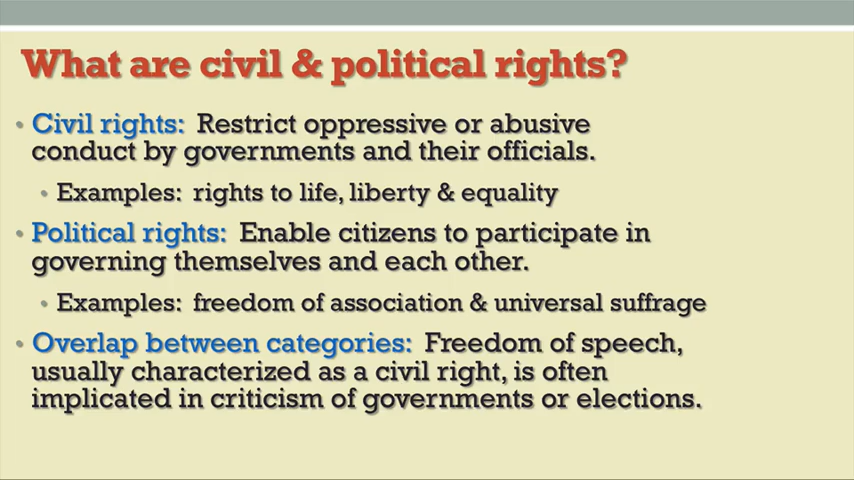 What are civil & political rights?
• Civil rights: Restrict oppressive or abusive
conduct by governments and their officials.
• Examples: rights to life, liberty & equality
• Political rights: Enable citizens to participate in
governing themselves and each other.
• Examples: freedom of association & universal suffrage
• Overlap between categories: Freedom of speech,
usually characterized as a civil right, is often
implicated in criticism of governments or elections.